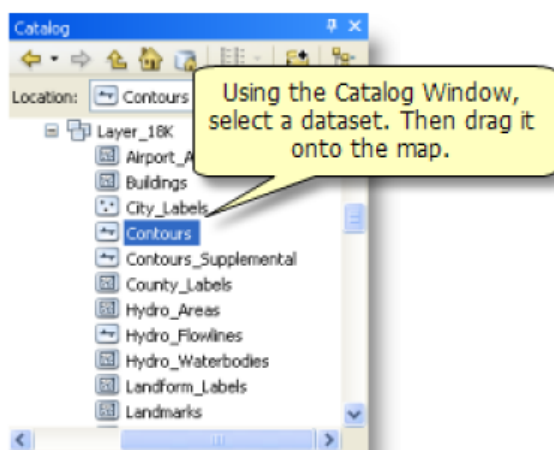 Catalog
Location: Contours
Using the Catalog Window,
select a dataset. Then drag it
onto the map.
Layer_18K
Airport_A
Buildings
City_Labels
Contours
Contours_Supplemental
County_Labels
Hydro_Areas
Hydro_Flowlines
Hydro_Waterbodies
Landform_Labels
Landmarks